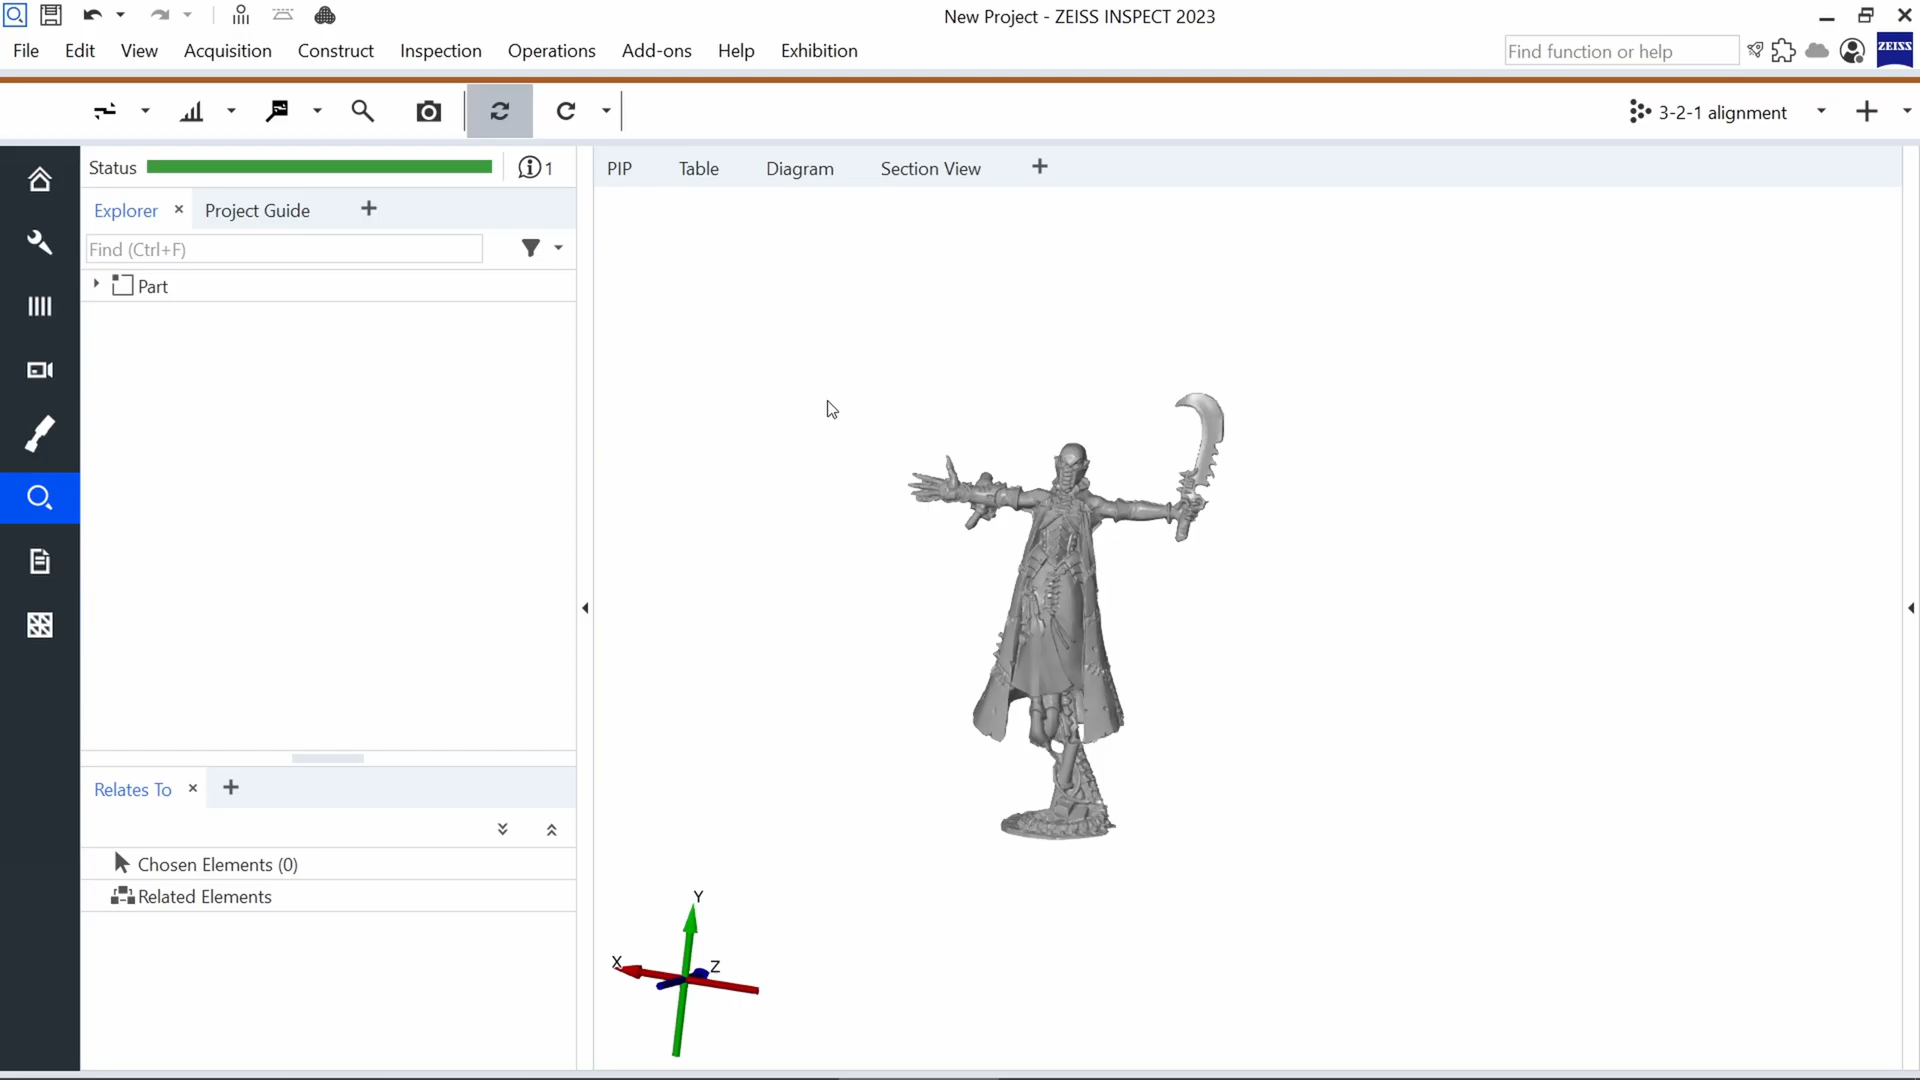 New Project - ZEISS INSPECT 2023
File Edit View Acquisition Construct Inspection Operations Add-ons Help Exhibition
Find function or help
ZEISS
3-2-1 alignment
Status
1
PIP Table Diagram Section View
Explorer Project Guide
Find (Ctrl+F)
Part
Relates To
Chosen Elements (0)
Related Elements
Y
X
Z